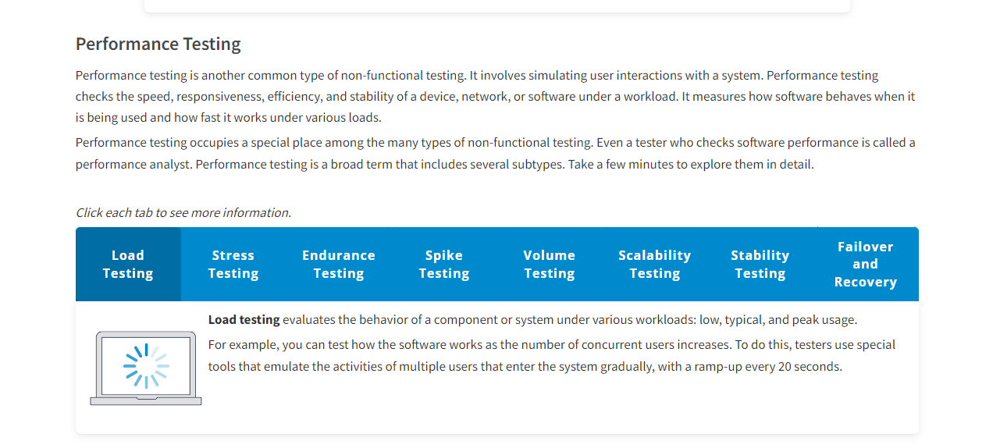 Performance Testing
Performance testing is another common type of non-functional testing. It involves simulating user interactions with a system. Performance testing
checks the speed, responsiveness, efficiency, and stability of a device, network, or software under a workload. It measures how software behaves when it
is being used and how fast it works under various loads.
Performance testing occupies a special place among the many types of non-functional testing. Even a tester who checks software performance is called a
performance analyst. Performance testing is a broad term that includes several subtypes. Take a few minutes to explore them in detail.
Click each tab to see more information.
Load
Testing
Stress
Testing
Endurance
Testing
Spike
Testing
Volume
Testing
Scalability
Testing
Stability
Testing
Failover
and
Recovery
Load testing evaluates the behavior of a component or system under various workloads: low, typical, and peak usage.
For example, you can test how the software works as the number of concurrent users increases. To do this, testers use special
tools that emulate the activities of multiple users that enter the system gradually, with a ramp-up every 20 seconds.